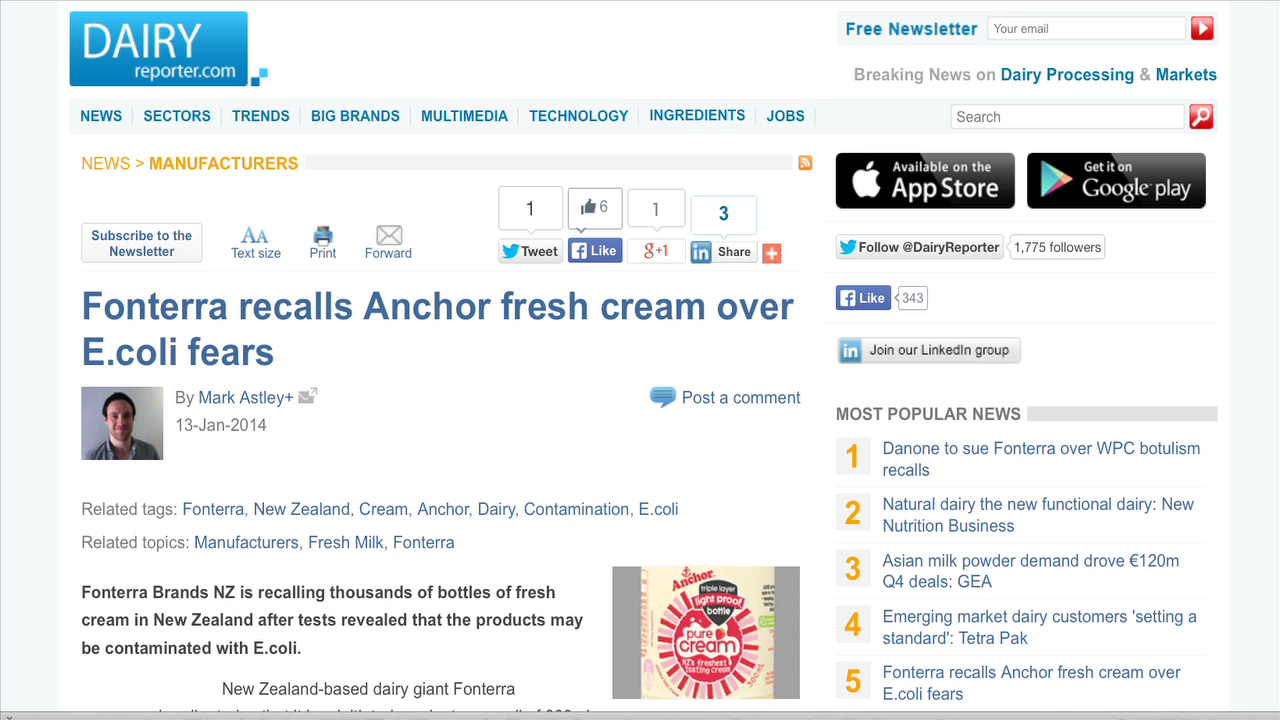 DAIRY
reporter.com
Free Newsletter
Your email
Breaking News on Dairy Processing & Markets
NEWS
SECTORS
TRENDS
BIG BRANDS
MULTIMEDIA
TECHNOLOGY
INGREDIENTS
JOBS
Search
NEWS > MANUFACTURERS
Subscribe to the
Newsletter
Text size
Print
Forward
1
Tweet
6
Like
1
g+1
3
in Share
Fonterra recalls Anchor fresh cream over
E.coli fears
By Mark Astley+
13-Jan-2014
Post a comment
Related tags: Fonterra, New Zealand, Cream, Anchor, Dairy, Contamination, E.coli
Related topics: Manufacturers, Fresh Milk, Fonterra
Fonterra Brands NZ is recalling thousands of bottles of fresh
cream in New Zealand after tests revealed that the products may
be contaminated with E.coli.
New Zealand-based dairy giant Fonterra
Anchor
triple layer
light proof
bottle
pure
cream
NZ's freshest
tasting cream
300ml
Available on the
App Store
Get it on
Google play
Follow @DairyReporter
1,775 followers
Like
343
in Join our LinkedIn group
MOST POPULAR NEWS
1 Danone to sue Fonterra over WPC botulism
recalls
2 Natural dairy the new functional dairy: New
Nutrition Business
3 Asian milk powder demand drove €120m
Q4 deals: GEA
4 Emerging market dairy customers 'setting a
standard': Tetra Pak
5 Fonterra recalls Anchor fresh cream over
E.coli fears